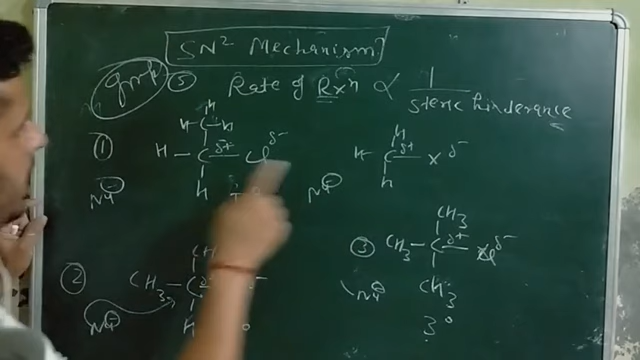 SN² Mechanism
⑤ Rate of Rxn ∝ 1 / Steric hinderance
①
H
H – C – H
H – C δ+ – Cl δ-
H
Nu⊖
H
H – C δ+ – X δ-
H
Nu⊖
②
CH3 – C
H
Nu⊖
③
CH3
CH3 – C δ+ – δ-
CH3
Nu⊖
3°